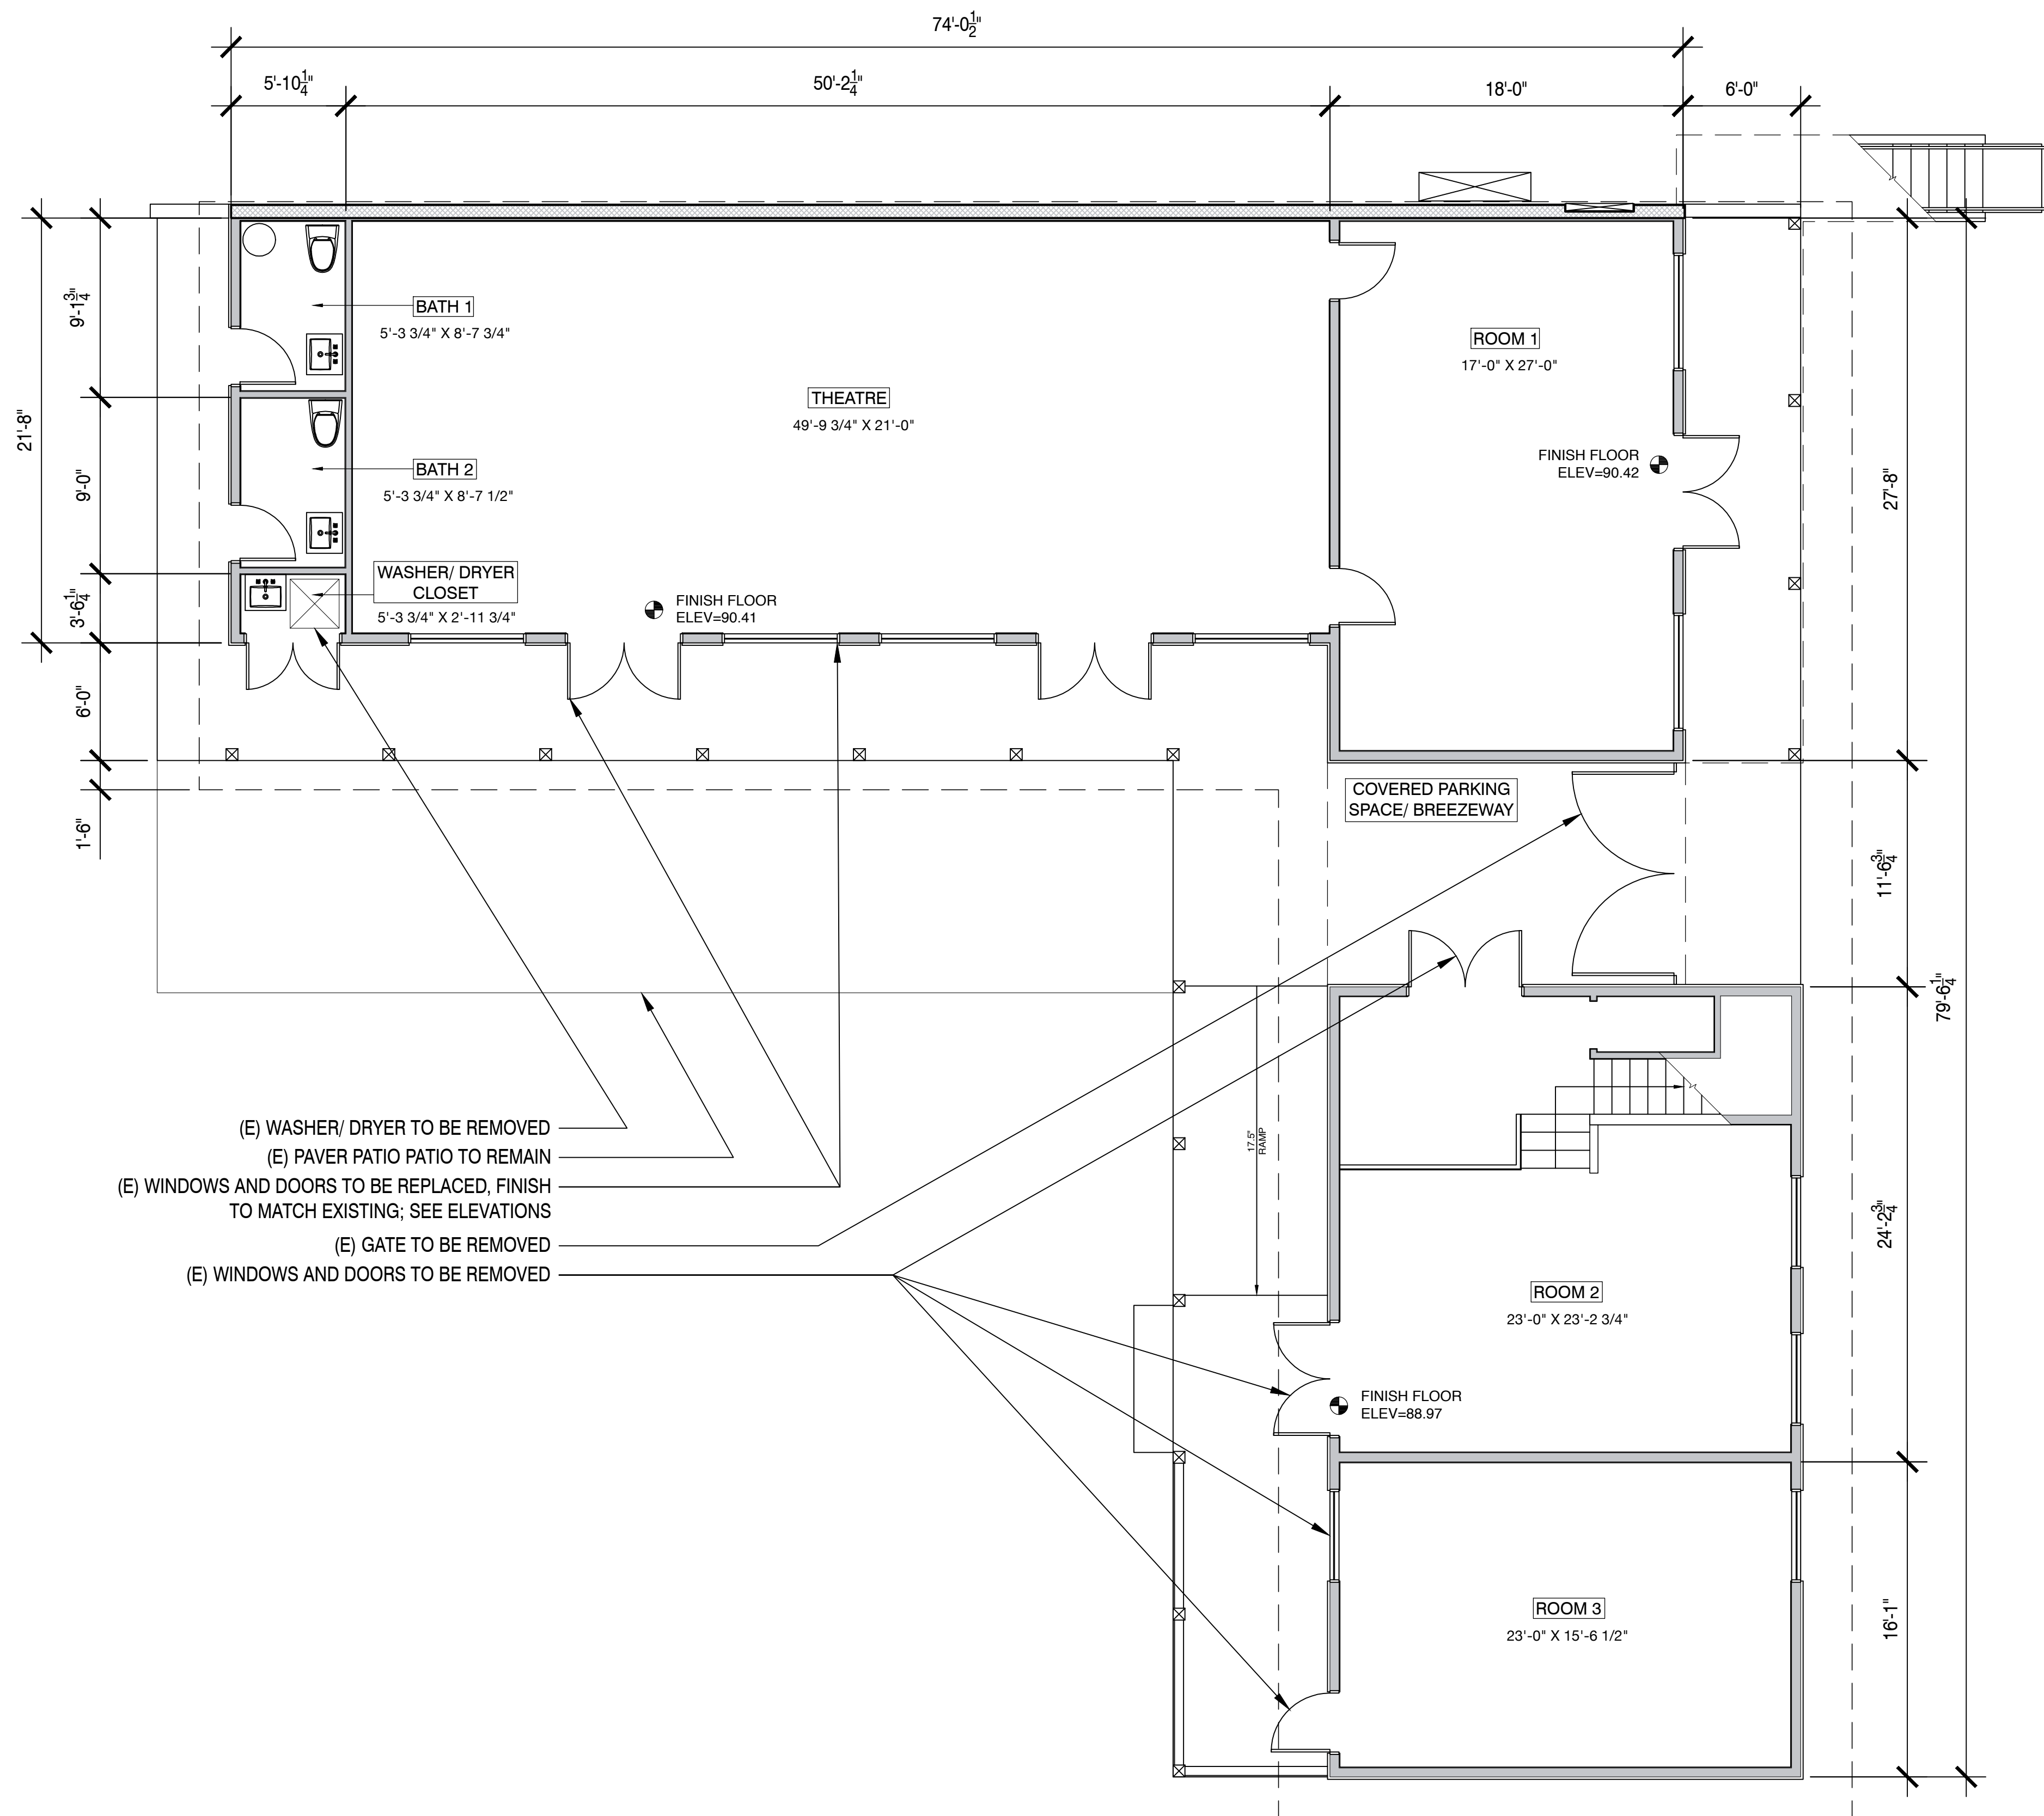 74'-0 1/2"
5'-10 1/4"
50'-2 1/4"
18'-0"
6'-0"
21'-8"
9'-1 3/4"
9'-0"
3'-6 1/4"
6'-0"
1'-6"
BATH 1
5'-3 3/4" X 8'-7 3/4"
BATH 2
5'-3 3/4" X 8'-7 1/2"
WASHER/ DRYER
CLOSET
5'-3 3/4" X 2'-11 3/4"
THEATRE
49'-9 3/4" X 21'-0"
FINISH FLOOR
ELEV=90.41
ROOM 1
17'-0" X 27'-0"
FINISH FLOOR
ELEV=90.42
COVERED PARKING
SPACE/ BREEZEWAY
27'-8"
11'-6 3/4"
79'-6 1/4"
24'-2 3/4"
16'-1"
(E) WASHER/ DRYER TO BE REMOVED
(E) PAVER PATIO PATIO TO REMAIN
(E) WINDOWS AND DOORS TO BE REPLACED, FINISH
TO MATCH EXISTING; SEE ELEVATIONS
(E) GATE TO BE REMOVED
(E) WINDOWS AND DOORS TO BE REMOVED
17.5"
RAMP
ROOM 2
23'-0" X 23'-2 3/4"
FINISH FLOOR
ELEV=88.97
ROOM 3
23'-0" X 15'-6 1/2"